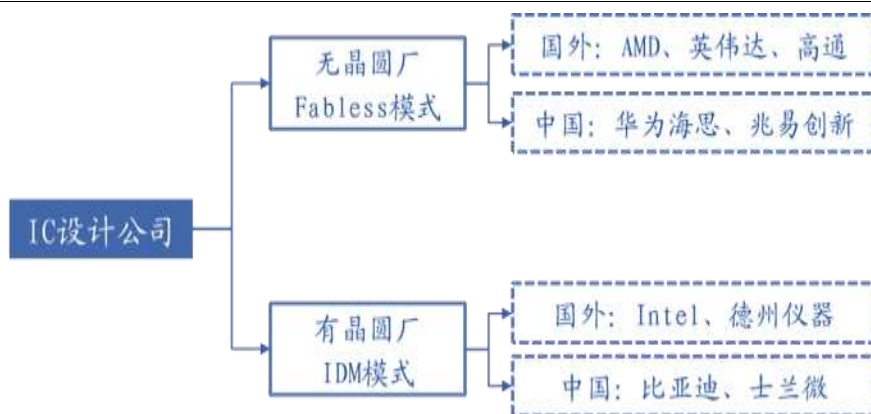 无晶圆厂
Fabless模式
国外：AMD、英伟达、高通
中国：华为海思、兆易创新
IC设计公司
有晶圆厂
IDM模式
国外：Intel、德州仪器
中国：比亚迪、士兰微